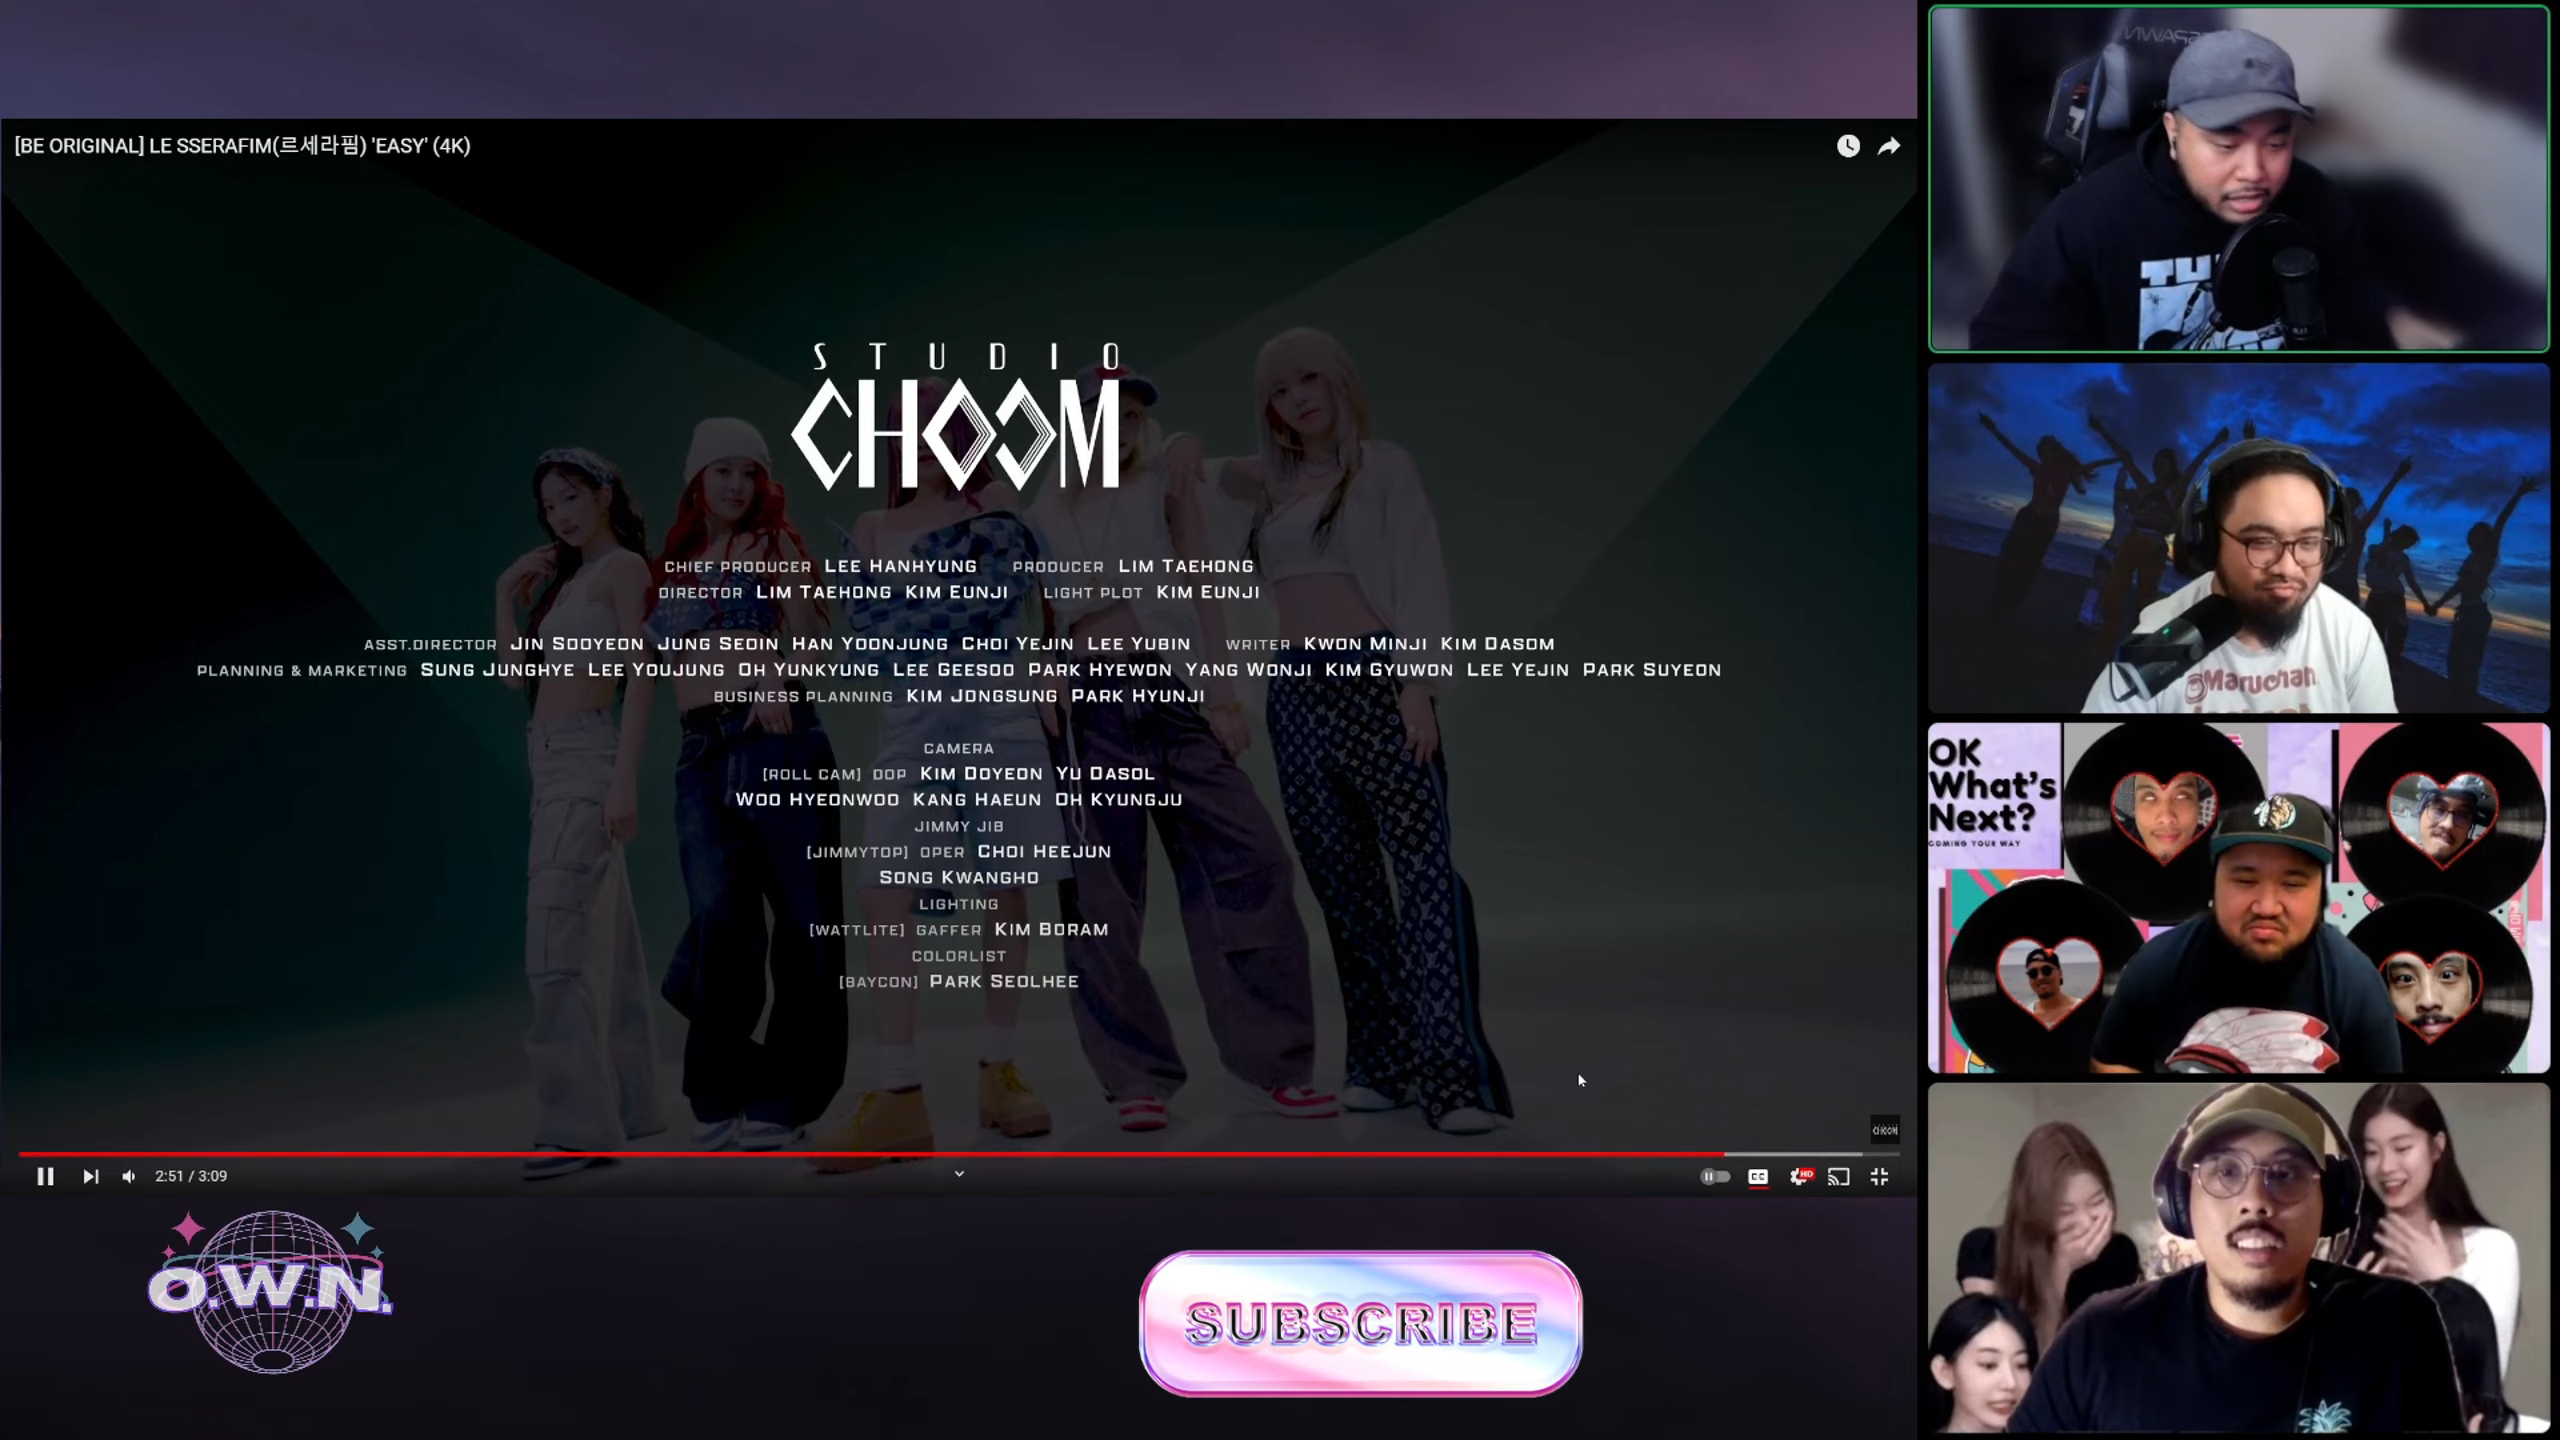 [BE ORIGINAL] LE SSERAFIM(르세라핌) 'EASY' (4K)
STUDIO
CHOOM
CHIEF PRODUCER LEE HANHYUNG PRODUCER LIM TAEHONG
DIRECTOR LIM TAEHONG KIM EUNJI LIGHT PLOT KIM EUNJI
ASST.DIRECTOR JIN SOOYEON JUNG SEOIN HAN YOONJUNG CHOI YEJIN LEE YUBIN WRITER KWON MINJI KIM DASOM
PLANNING & MARKETING SUNG JUNGHYE LEE YOUJUNG OH YUNKYUNG LEE GEESOO PARK HYEWON YANG WONJI KIM GYUWON LEE YEJIN PARK SUYEON
BUSINESS PLANNING KIM JONGSUNG PARK HYUNJI
CAMERA
[ROLL CAM] DOP KIM DOYEON YU DASOL
WOO HYEONWOO KANG HAEUN OH KYUNGJU
JIMMY JIB
[JIMMYTOP] OPER CHOI HEEJUN
SONG KWANGHO
LIGHTING
[WATTLITE] GAFFER KIM BORAM
COLORLIST
[BAYCON] PARK SEOLHEE
CHOOM
2:51 / 3:09
CC
HD
O.W.N.
SUBSCRIBE
Maruchan
OK
What's
Next?
COMING YOUR WAY